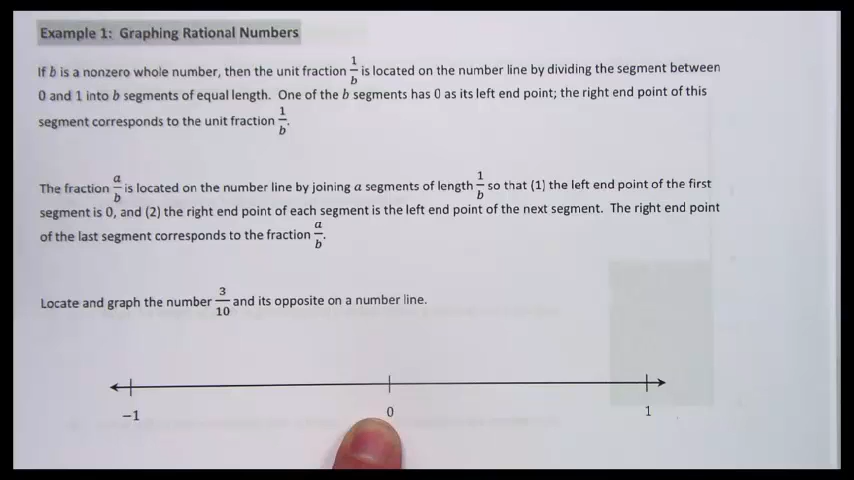 Example 1: Graphing Rational Numbers
If b is a nonzero whole number, then the unit fraction 1/b is located on the number line by dividing the segment between
0 and 1 into b segments of equal length. One of the b segments has 0 as its left end point; the right end point of this
segment corresponds to the unit fraction 1/b.
The fraction a/b is located on the number line by joining a segments of length 1/b so that (1) the left end point of the first
segment is 0, and (2) the right end point of each segment is the left end point of the next segment. The right end point
of the last segment corresponds to the fraction a/b.
Locate and graph the number 3/10 and its opposite on a number line.
−1 0 1